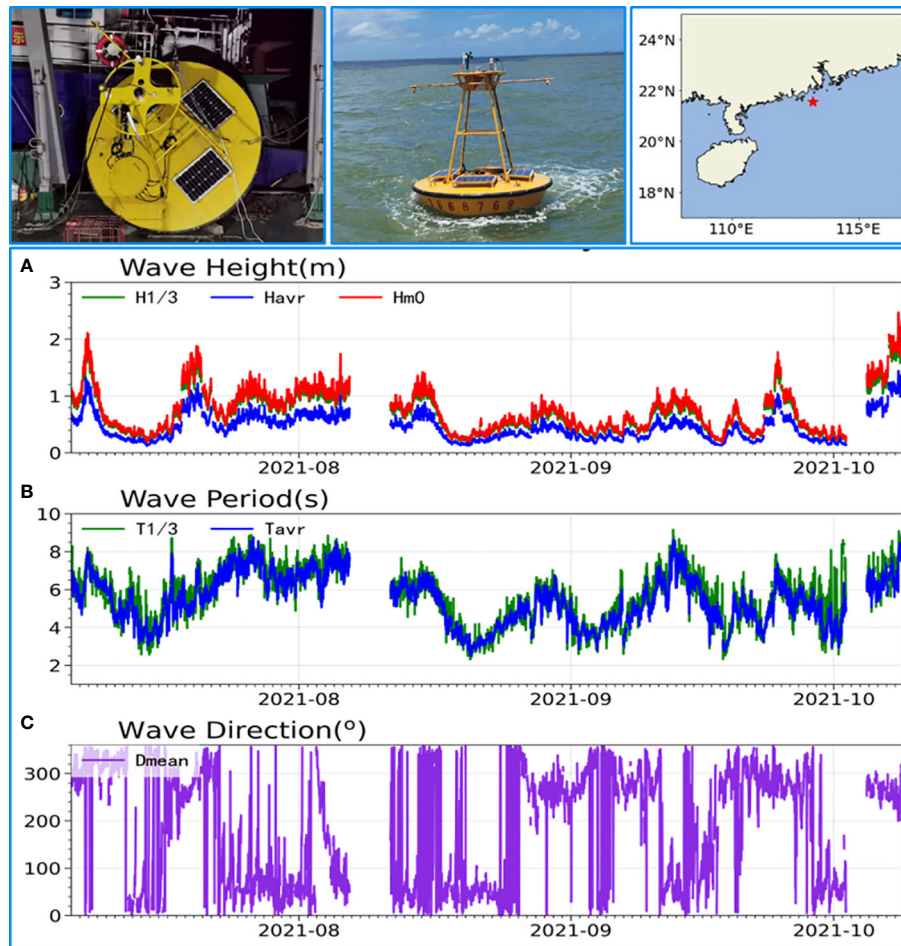 24°N
22°N
20°N
18°N
110°E 115°E
A
Wave Height(m)
H1/3 Havr Hm0
3
2
1
0
2021-08 2021-09 2021-10
B
Wave Period(s)
T1/3 Tavr
10
8
6
4
2
2021-08 2021-09 2021-10
C
Wave Direction(°)
Dmean
300
200
100
0
2021-08 2021-09 2021-10